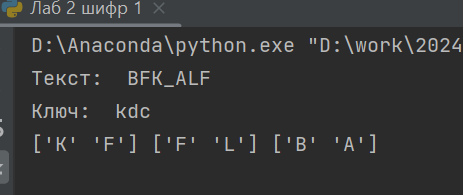 Лаб 2 шифр 1
D:\Anaconda\python.exe "D:\work\2024
Текст:  BFK_ALF
Ключ:  kdc
['K' 'F'] ['F' 'L'] ['B' 'A']